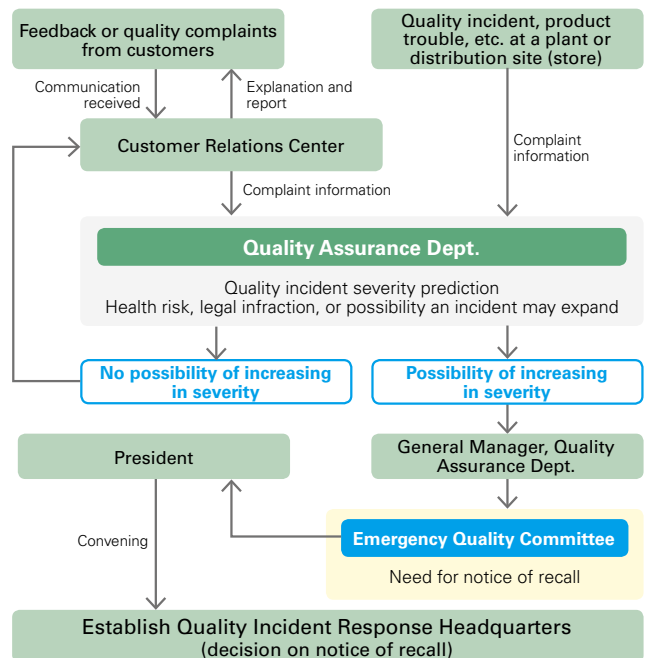 Feedback or quality complaints
from customers
Quality incident, product
trouble, etc. at a plant or
distribution site (store)
Communication
received
Explanation and
report
Customer Relations Center
Complaint
information
Complaint information
Quality Assurance Dept.
Quality incident severity prediction
Health risk, legal infraction, or possibility an incident may expand
No possibility of increasing
in severity
Possibility of increasing
in severity
President
General Manager, Quality
Assurance Dept.
Convening
Emergency Quality Committee
Need for notice of recall
Establish Quality Incident Response Headquarters
(decision on notice of recall)